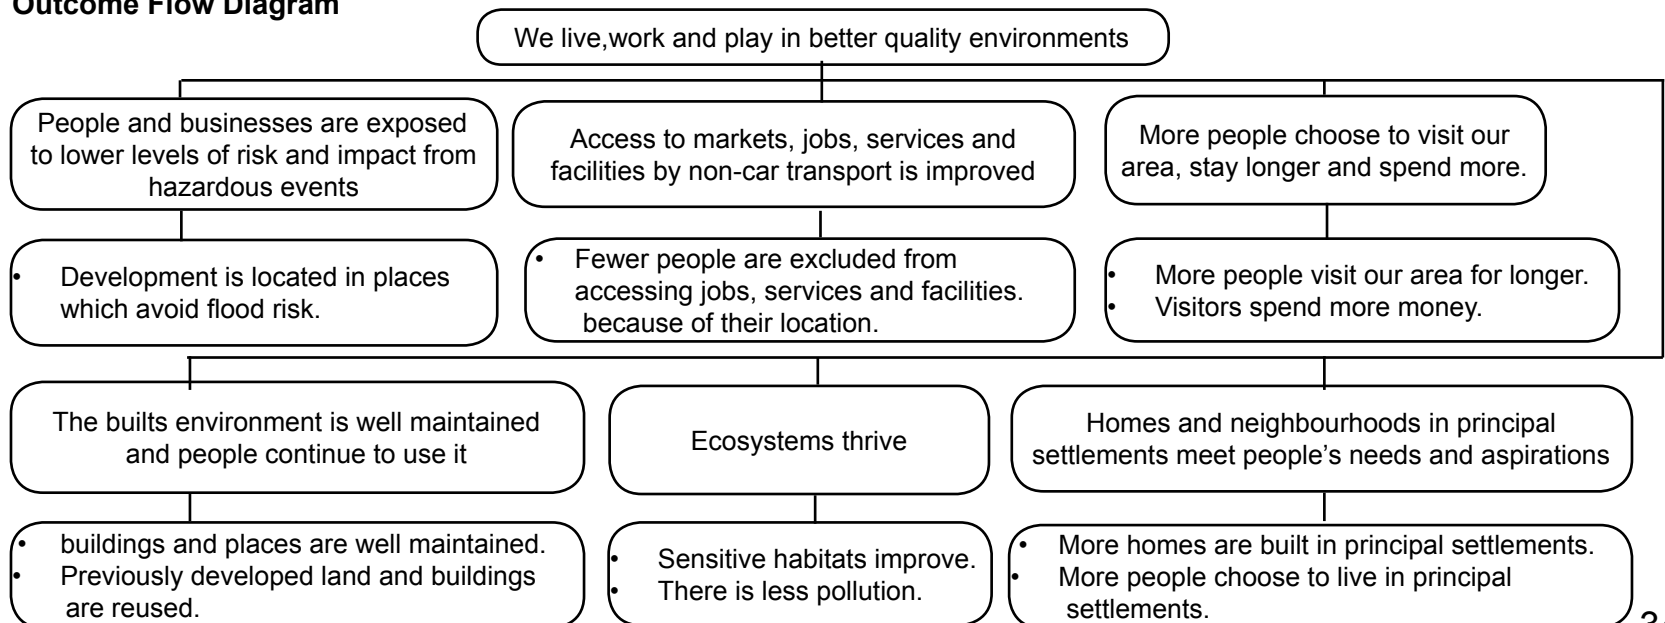 Outcome Flow Diagram
We live,work and play in better quality environments
People and businesses are exposed
to lower levels of risk and impact from
hazardous events
Access to markets, jobs, services and
facilities by non-car transport is improved
More people choose to visit our
area, stay longer and spend more.
• Development is located in places
which avoid flood risk.
• Fewer people are excluded from
accessing jobs, services and facilities.
because of their location.
• More people visit our area for longer.
• Visitors spend more money.
The builts environment is well maintained
and people continue to use it
Ecosystems thrive
Homes and neighbourhoods in principal
settlements meet people's needs and aspirations
• buildings and places are well maintained.
• Previously developed land and buildings
are reused.
• Sensitive habitats improve.
• There is less pollution.
• More homes are built in principal settlements.
• More people choose to live in principal
settlements.